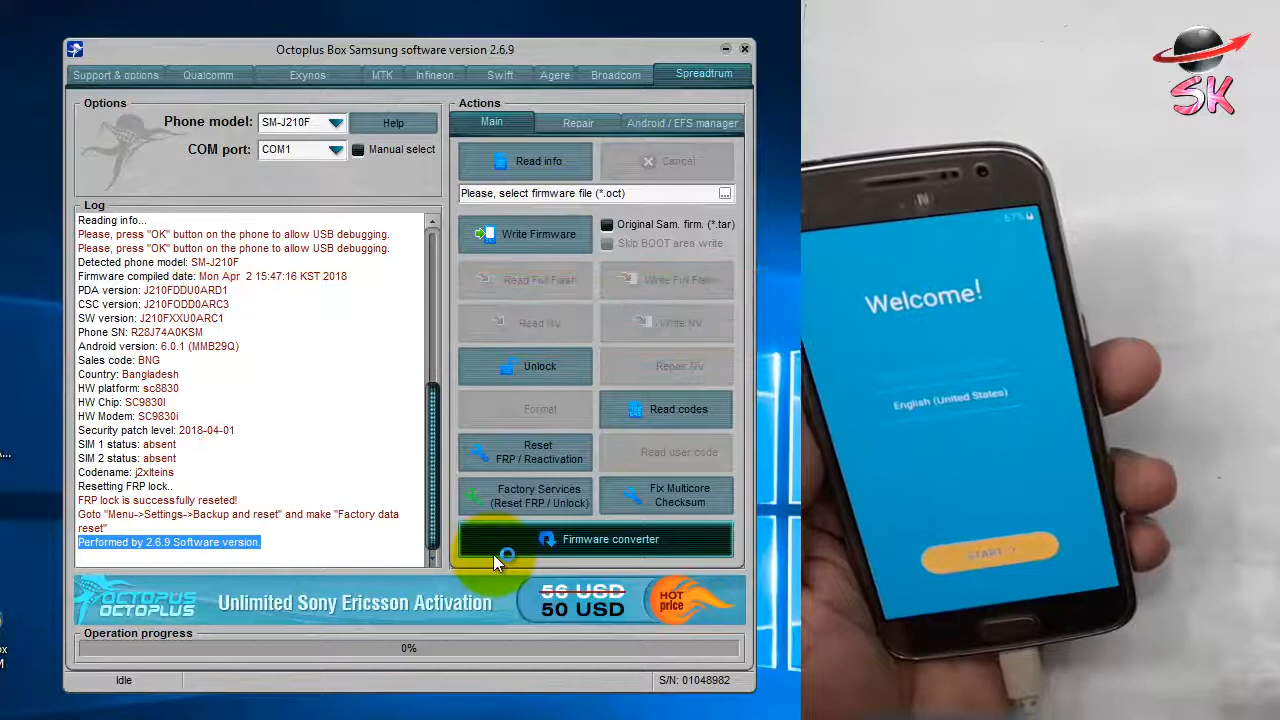 Octoplus Box Samsung software version 2.6.9
Support & options
Qualcomm
Exynos
MTK
Infineon
Swift
Agere
Broadcom
Spreadtrum
Options
Phone model:
SM-J210F
Help
COM port:
COM1
Manual select
Log
Reading info...
Please, press "OK" button on the phone to allow USB debugging.
Please, press "OK" button on the phone to allow USB debugging.
Detected phone model: SM-J210F
Firmware compiled date: Mon Apr 2 15:47:16 KST 2018
PDA version: J210FDDU0ARD1
CSC version: J210FODD0ARC3
SW version: J210FXXU0ARC1
Phone SN: R28J74A0KSM
Android version: 6.0.1 (MMB29Q)
Sales code: BNG
Country: Bangladesh
HW platform: sc8830
HW Chip: SC9830I
HW Modem: SC9830i
Security patch level: 2018-04-01
SIM 1 status: absent
SIM 2 status: absent
Codename: j2xlteins
Resetting FRP lock..
FRP lock is successfully reseted!
Goto "Menu->Settings->Backup and reset" and make "Factory data
reset"
Performed by 2.6.9 Software version.
Actions
Main
Repair
Android / EFS manager
Read info
Cancel
Please, select firmware file (*.oct)
...
Write Firmware
Original Sam. firm. (*.tar)
Skip BOOT area write
Read Full Flash
Write Full Flash
Read NV
Write NV
Unlock
Repair NV
Format
Read codes
Reset
FRP / Reactivation
Read user code
Factory Services
(Reset FRP / Unlock)
Fix Multicore
Checksum
Firmware converter
OCTOPUS
OCTOPLUS
Unlimited Sony Ericsson Activation
56 USD
50 USD
HOT
price
Operation progress
0%
Idle
S/N: 01048982
SK
67%
Welcome!
English (United States)
START >